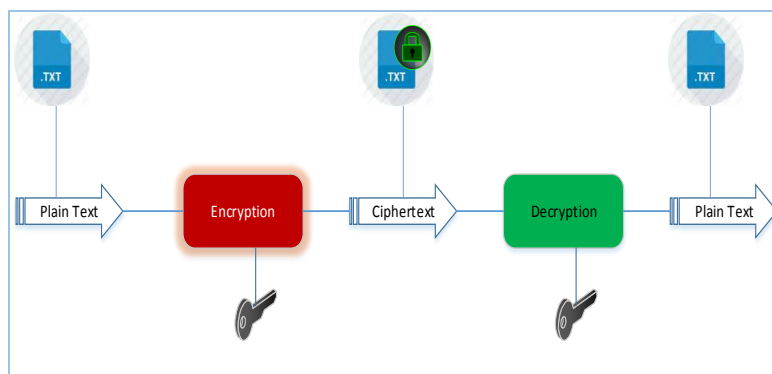 .TXT
.TXT
.TXT
Plain Text
Encryption
Ciphertext
Decryption
Plain Text